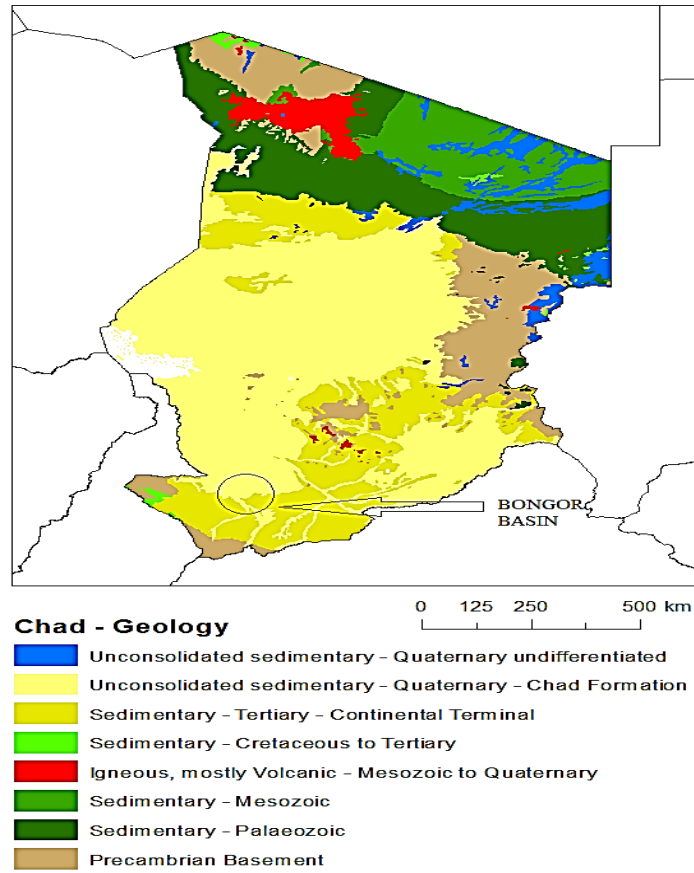 BONGOR
BASIN
0 125 250 500 km
Chad - Geology
Unconsolidated sedimentary - Quaternary undifferentiated
Unconsolidated sedimentary - Quaternary - Chad Formation
Sedimentary - Tertiary - Continental Terminal
Sedimentary - Cretaceous to Tertiary
Igneous, mostly Volcanic - Mesozoic to Quaternary
Sedimentary - Mesozoic
Sedimentary - Palaeozoic
Precambrian Basement